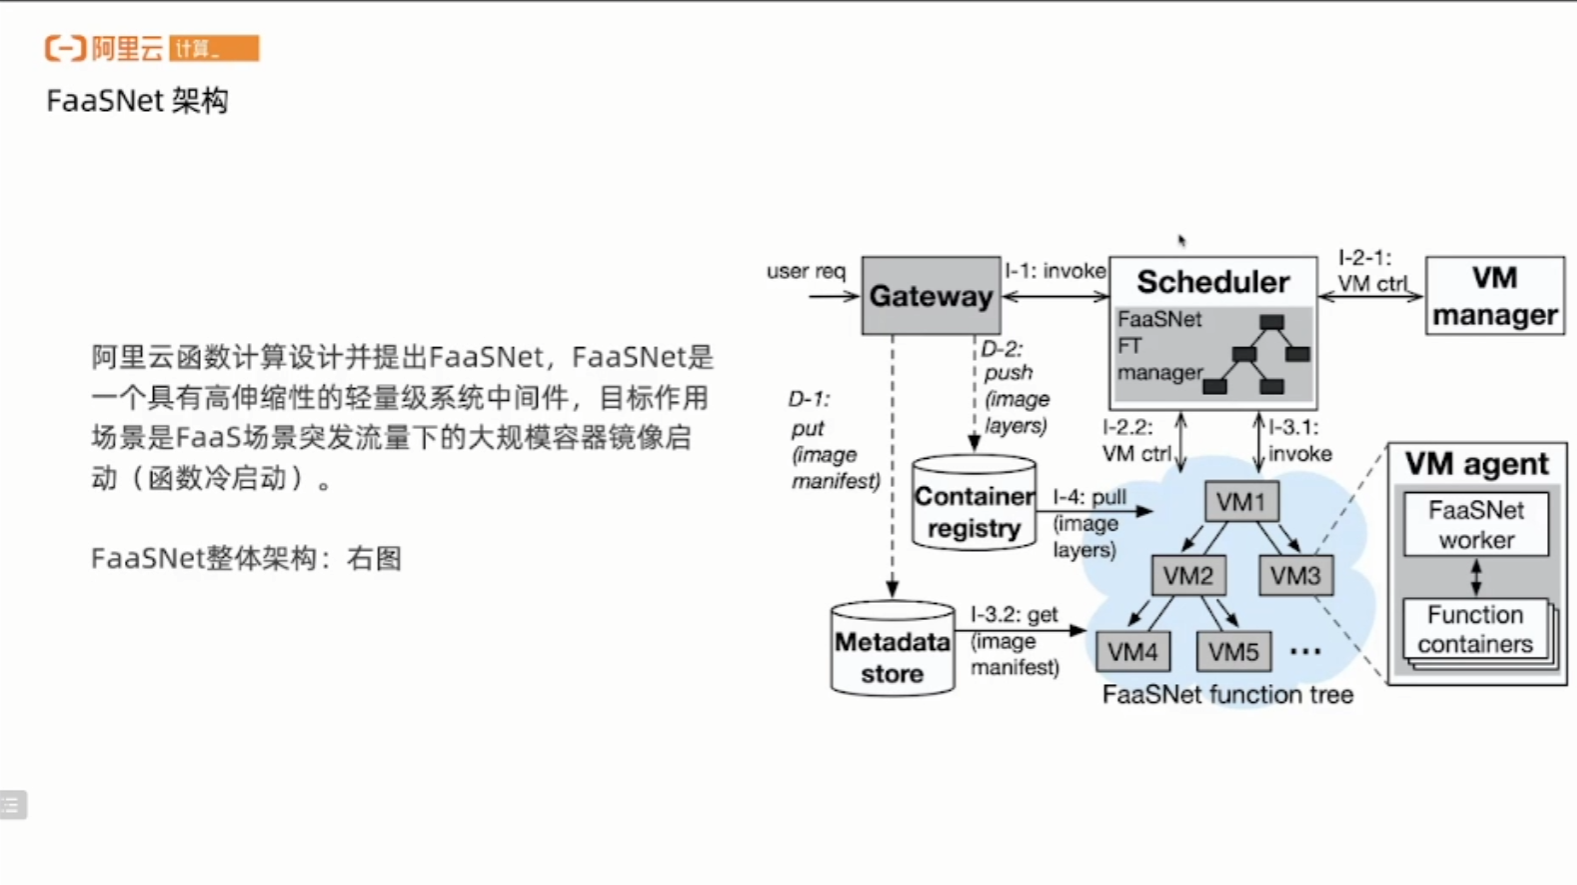 阿里云 计算_
FaaSNet 架构
阿里云函数计算设计并提出FaaSNet，FaaSNet是
一个具有高伸缩性的轻量级系统中间件，目标作用
场景是FaaS场景突发流量下的大规模容器镜像启
动（函数冷启动）。
FaaSNet整体架构：右图
user req
Gateway
I-1: invoke
Scheduler
FaaSNet
FT
manager
I-2-1:
VM ctrl
VM
manager
D-1:
put
(image
manifest)
D-2:
push
(image
layers)
I-2.2:
VM ctrl
I-3.1:
invoke
Container
registry
I-4: pull
(image
layers)
Metadata
store
I-3.2: get
(image
manifest)
VM1
VM2
VM3
VM4
VM5
...
FaaSNet function tree
VM agent
FaaSNet
worker
Function
containers